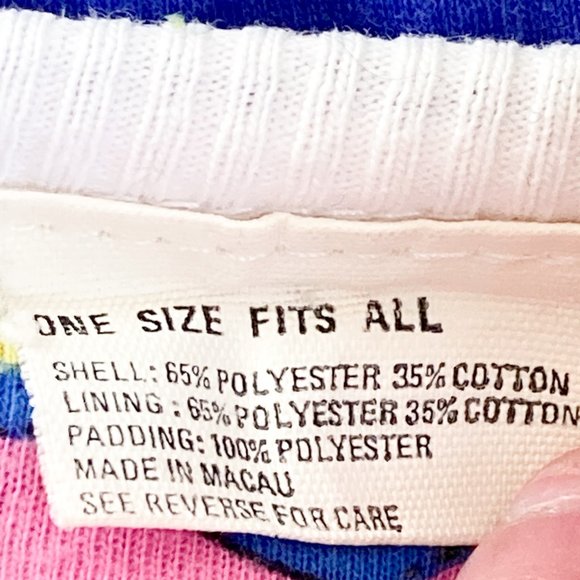 ONE SIZE FITS ALL
SHELL: 65% POLYESTER 35% COTTON
LINING: 65% POLYESTER 35% COTTON
PADDING: 100% POLYESTER
MADE IN MACAU
SEE REVERSE FOR CARE